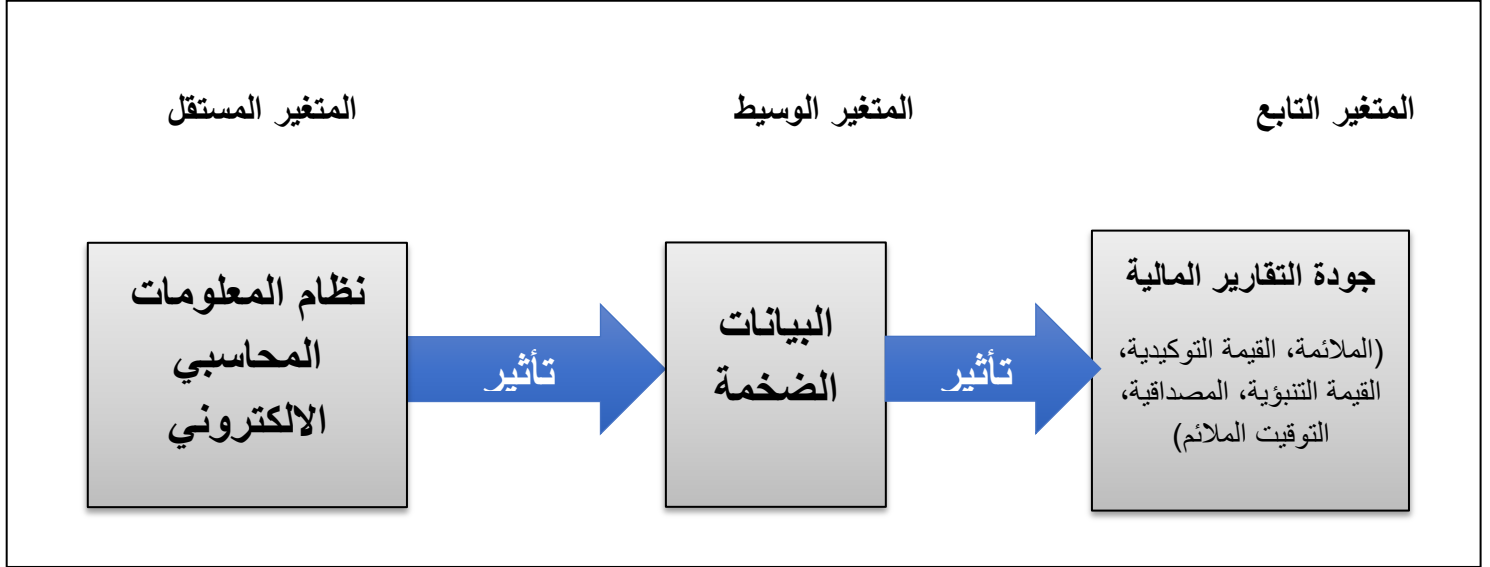 المتغير المستقل
المتغير الوسيط
المتغير التابع
نظام المعلومات
المحاسبي
الالكتروني
تأثير
البيانات
الضخمة
تأثير
جودة التقارير المالية
(الملائمة، القيمة التوكيدية،
القيمة التنبؤية، المصداقية،
التوقيت الملائم)